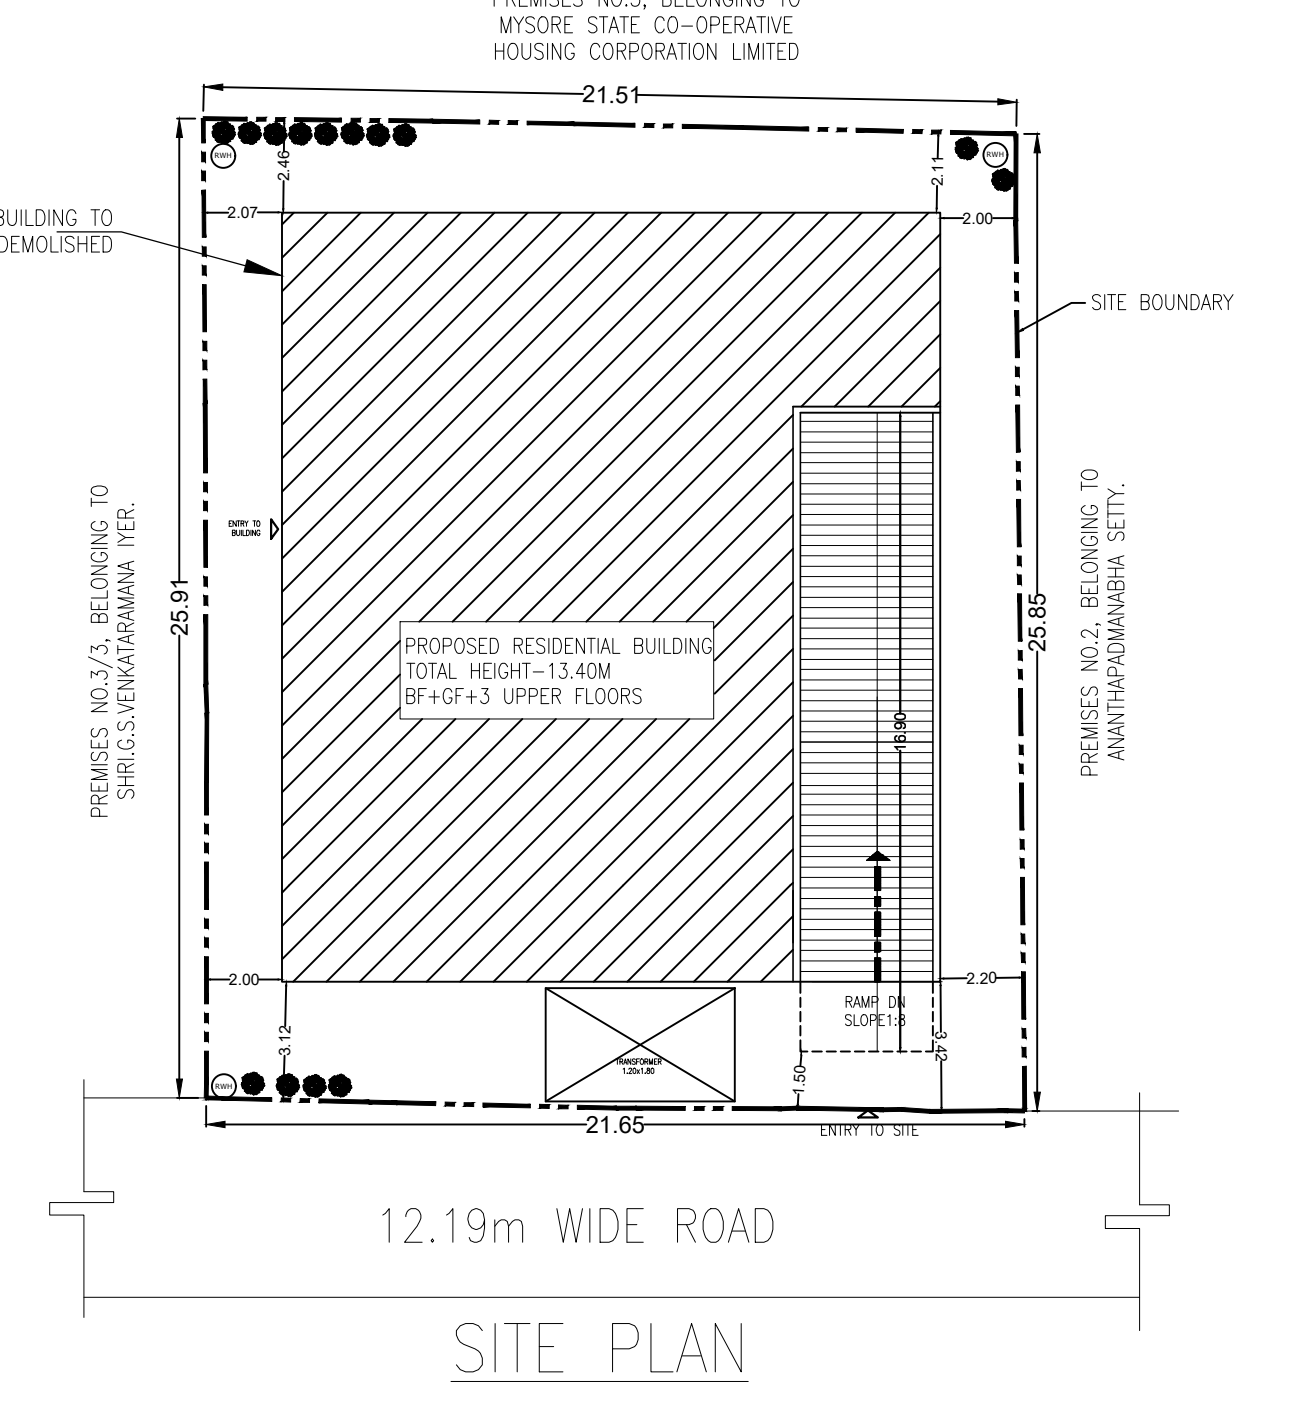 PREMISES NO.3, BELONGING TO
MYSORE STATE CO-OPERATIVE
HOUSING CORPORATION LIMITED
21.51
RWH
RWH
2.46
2.11
2.07
2.00
BUILDING TO
DEMOLISHED
SITE BOUNDARY
ENTRY TO
BUILDING
PREMISES NO.3/3, BELONGING TO
SHRI.G.S.VENKATARAMANA IYER.
25.91
PROPOSED RESIDENTIAL BUILDING
TOTAL HEIGHT-13.40M
BF+GF+3 UPPER FLOORS
16.90
25.85
PREMISES NO.2, BELONGING TO
ANANTHAPADMANABHA SETTY.
2.00
2.20
RAMP DN
SLOPE1:8
3.12
TRANSFORMER
1.20x1.80
1.50
3.42
RWH
21.65
ENTRY TO SITE
12.19m WIDE ROAD
SITE PLAN